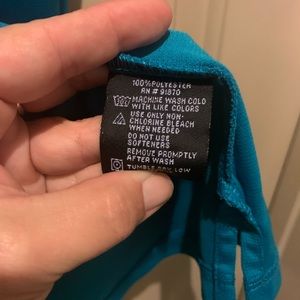 100%POLYESTER
RN # 91870
MACHINE WASH COLD
WITH LIKE COLORS
USE ONLY NON-
CHLORINE BLEACH
WHEN NEEDED
DO NOT USE
SOFTENERS
REMOVE PROMPTLY
AFTER WASH
TUMBLE DRY LOW